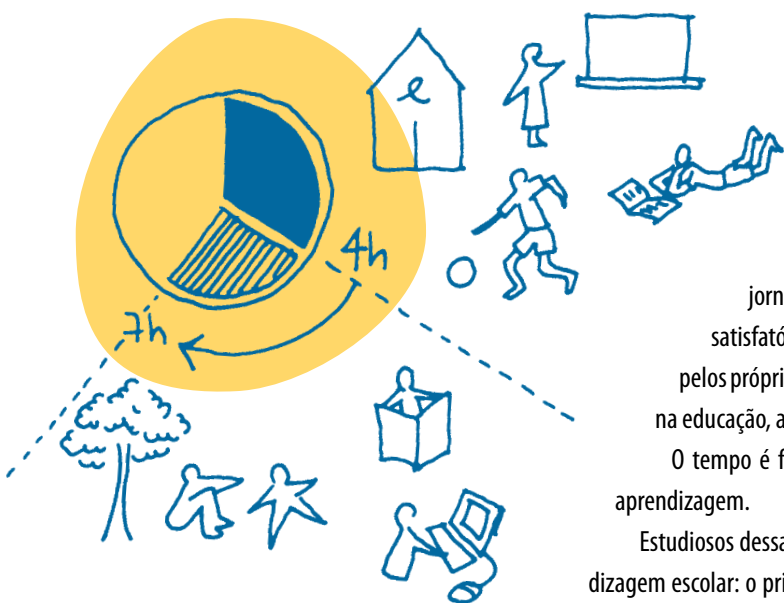 e
4h
7h
jorn
satisfató
pelos própri
na educação, a
O tempo é f
aprendizagem.
Estudiosos dessa
dizagem escolar: o pri